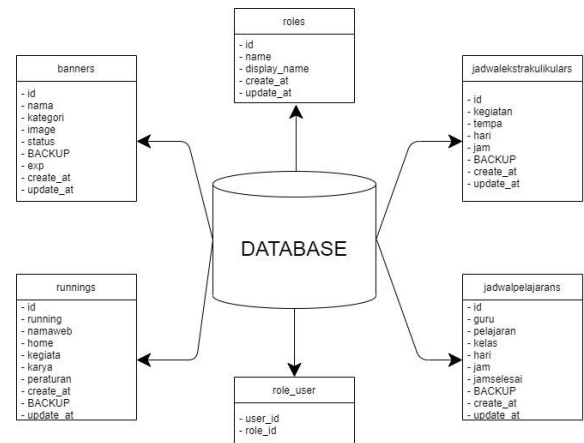 roles
- id
- name
- display_name
- create_at
- update_at
banners
- id
- nama
- kategori
- image
- status
- BACKUP
- exp
- create_at
- update_at
jadwalekstrakulikulars
- id
- kegiatan
- tempa
- hari
- jam
- BACKUP
- create_at
- update_at
DATABASE
runnings
- id
- running
- namaweb
- home
- kegiata
- karya
- peraturan
- create_at
- BACKUP
- update_at
jadwalpelajarans
- id
- guru
- pelajaran
- kelas
- hari
- jam
- jamselesai
- BACKUP
- create_at
- update_at
role_user
- user_id
- role_id